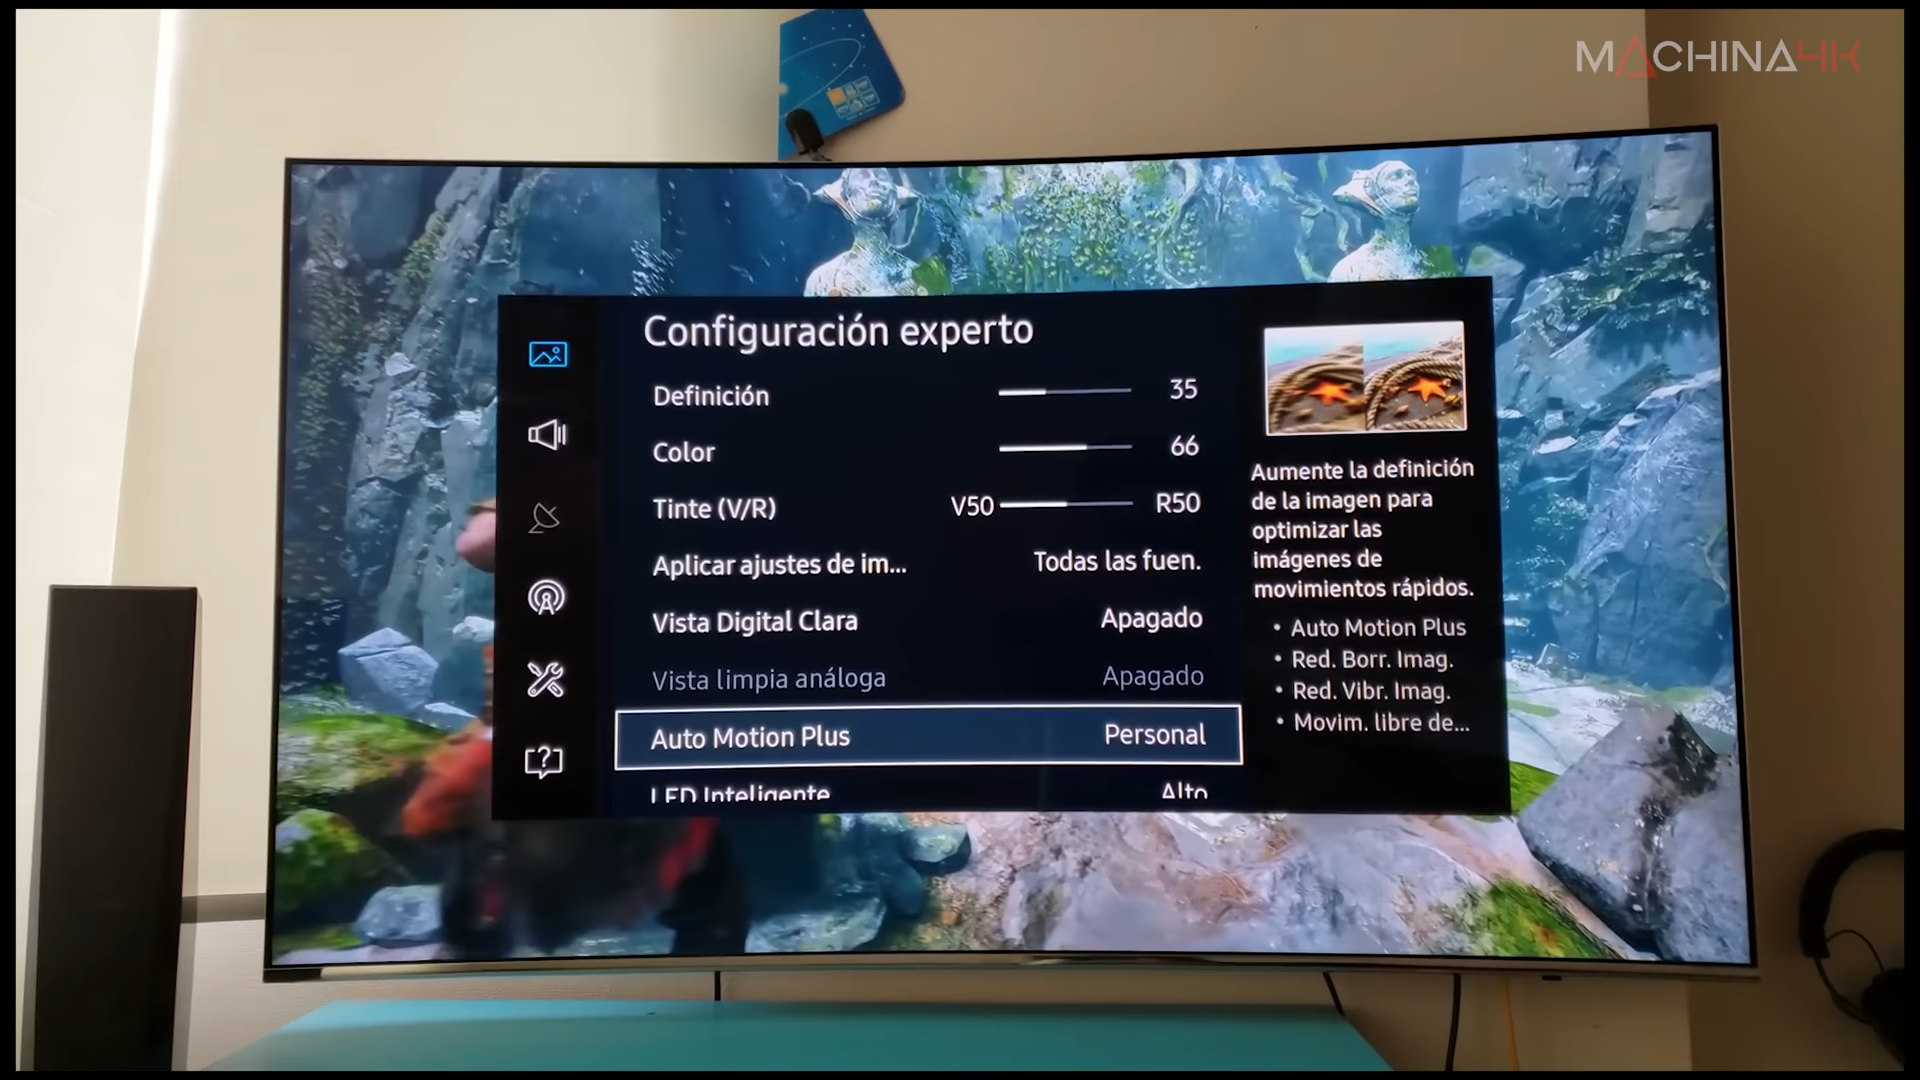 MACHINA4K
Configuración experto
Definición 35
Color 66
Tinte (V/R) V50 R50
Aplicar ajustes de im... Todas las fuen.
Vista Digital Clara Apagado
Vista limpia análoga Apagado
Auto Motion Plus Personal
LED Inteligente Alto
Aumente la definición
de la imagen para
optimizar las
imágenes de
movimientos rápidos.
• Auto Motion Plus
• Red. Borr. Imag.
• Red. Vibr. Imag.
• Movim. libre de...